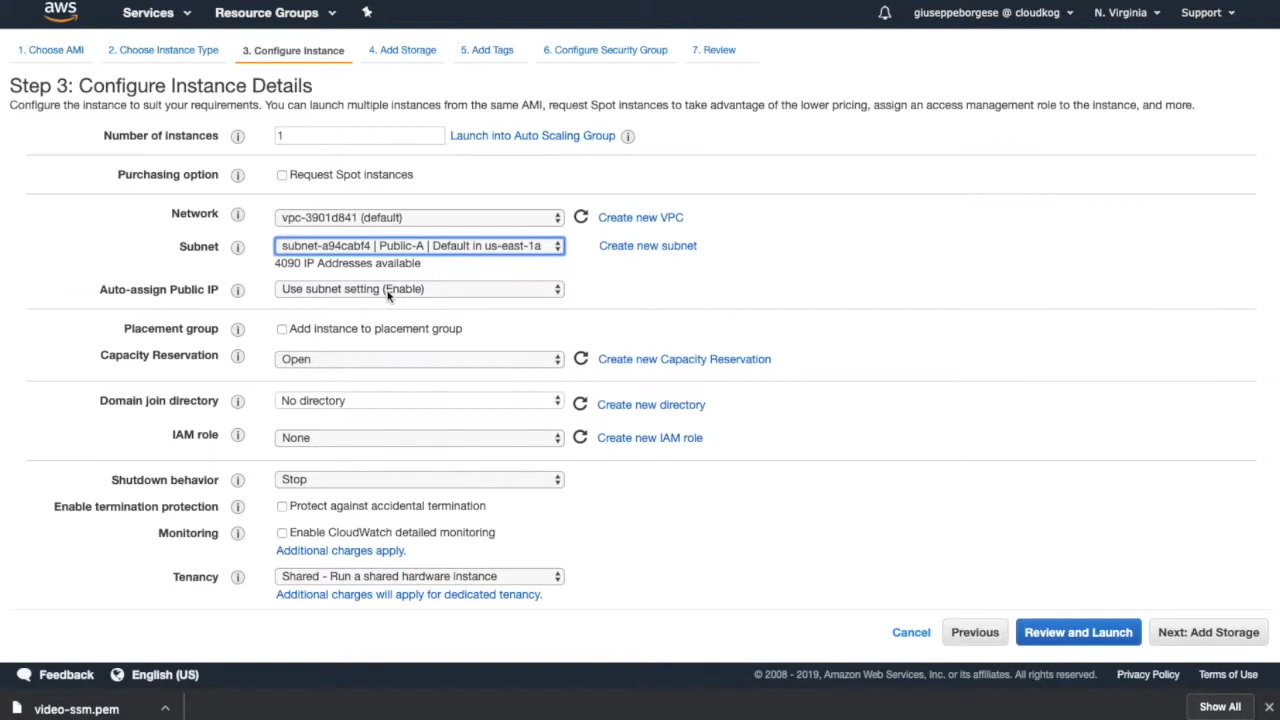 aws Services Resource Groups giuseppeborgese @ cloudkog N. Virginia Support
1. Choose AMI 2. Choose Instance Type 3. Configure Instance 4. Add Storage 5. Add Tags 6. Configure Security Group 7. Review
Step 3: Configure Instance Details
Configure the instance to suit your requirements. You can launch multiple instances from the same AMI, request Spot instances to take advantage of the lower pricing, assign an access management role to the instance, and more.
Number of instances 1 Launch into Auto Scaling Group
Purchasing option Request Spot instances
Network vpc-3901d841 (default) Create new VPC
Subnet subnet-a94cabf4 | Public-A | Default in us-east-1a Create new subnet
4090 IP Addresses available
Auto-assign Public IP Use subnet setting (Enable)
Placement group Add instance to placement group
Capacity Reservation Open Create new Capacity Reservation
Domain join directory No directory Create new directory
IAM role None Create new IAM role
Shutdown behavior Stop
Enable termination protection Protect against accidental termination
Monitoring Enable CloudWatch detailed monitoring
Additional charges apply.
Tenancy Shared - Run a shared hardware instance
Additional charges will apply for dedicated tenancy.
Cancel Previous Review and Launch Next: Add Storage
Feedback English (US) © 2008 - 2019, Amazon Web Services, Inc. or its affiliates. All rights reserved. Privacy Policy Terms of Use
video-ssm.pem Show All